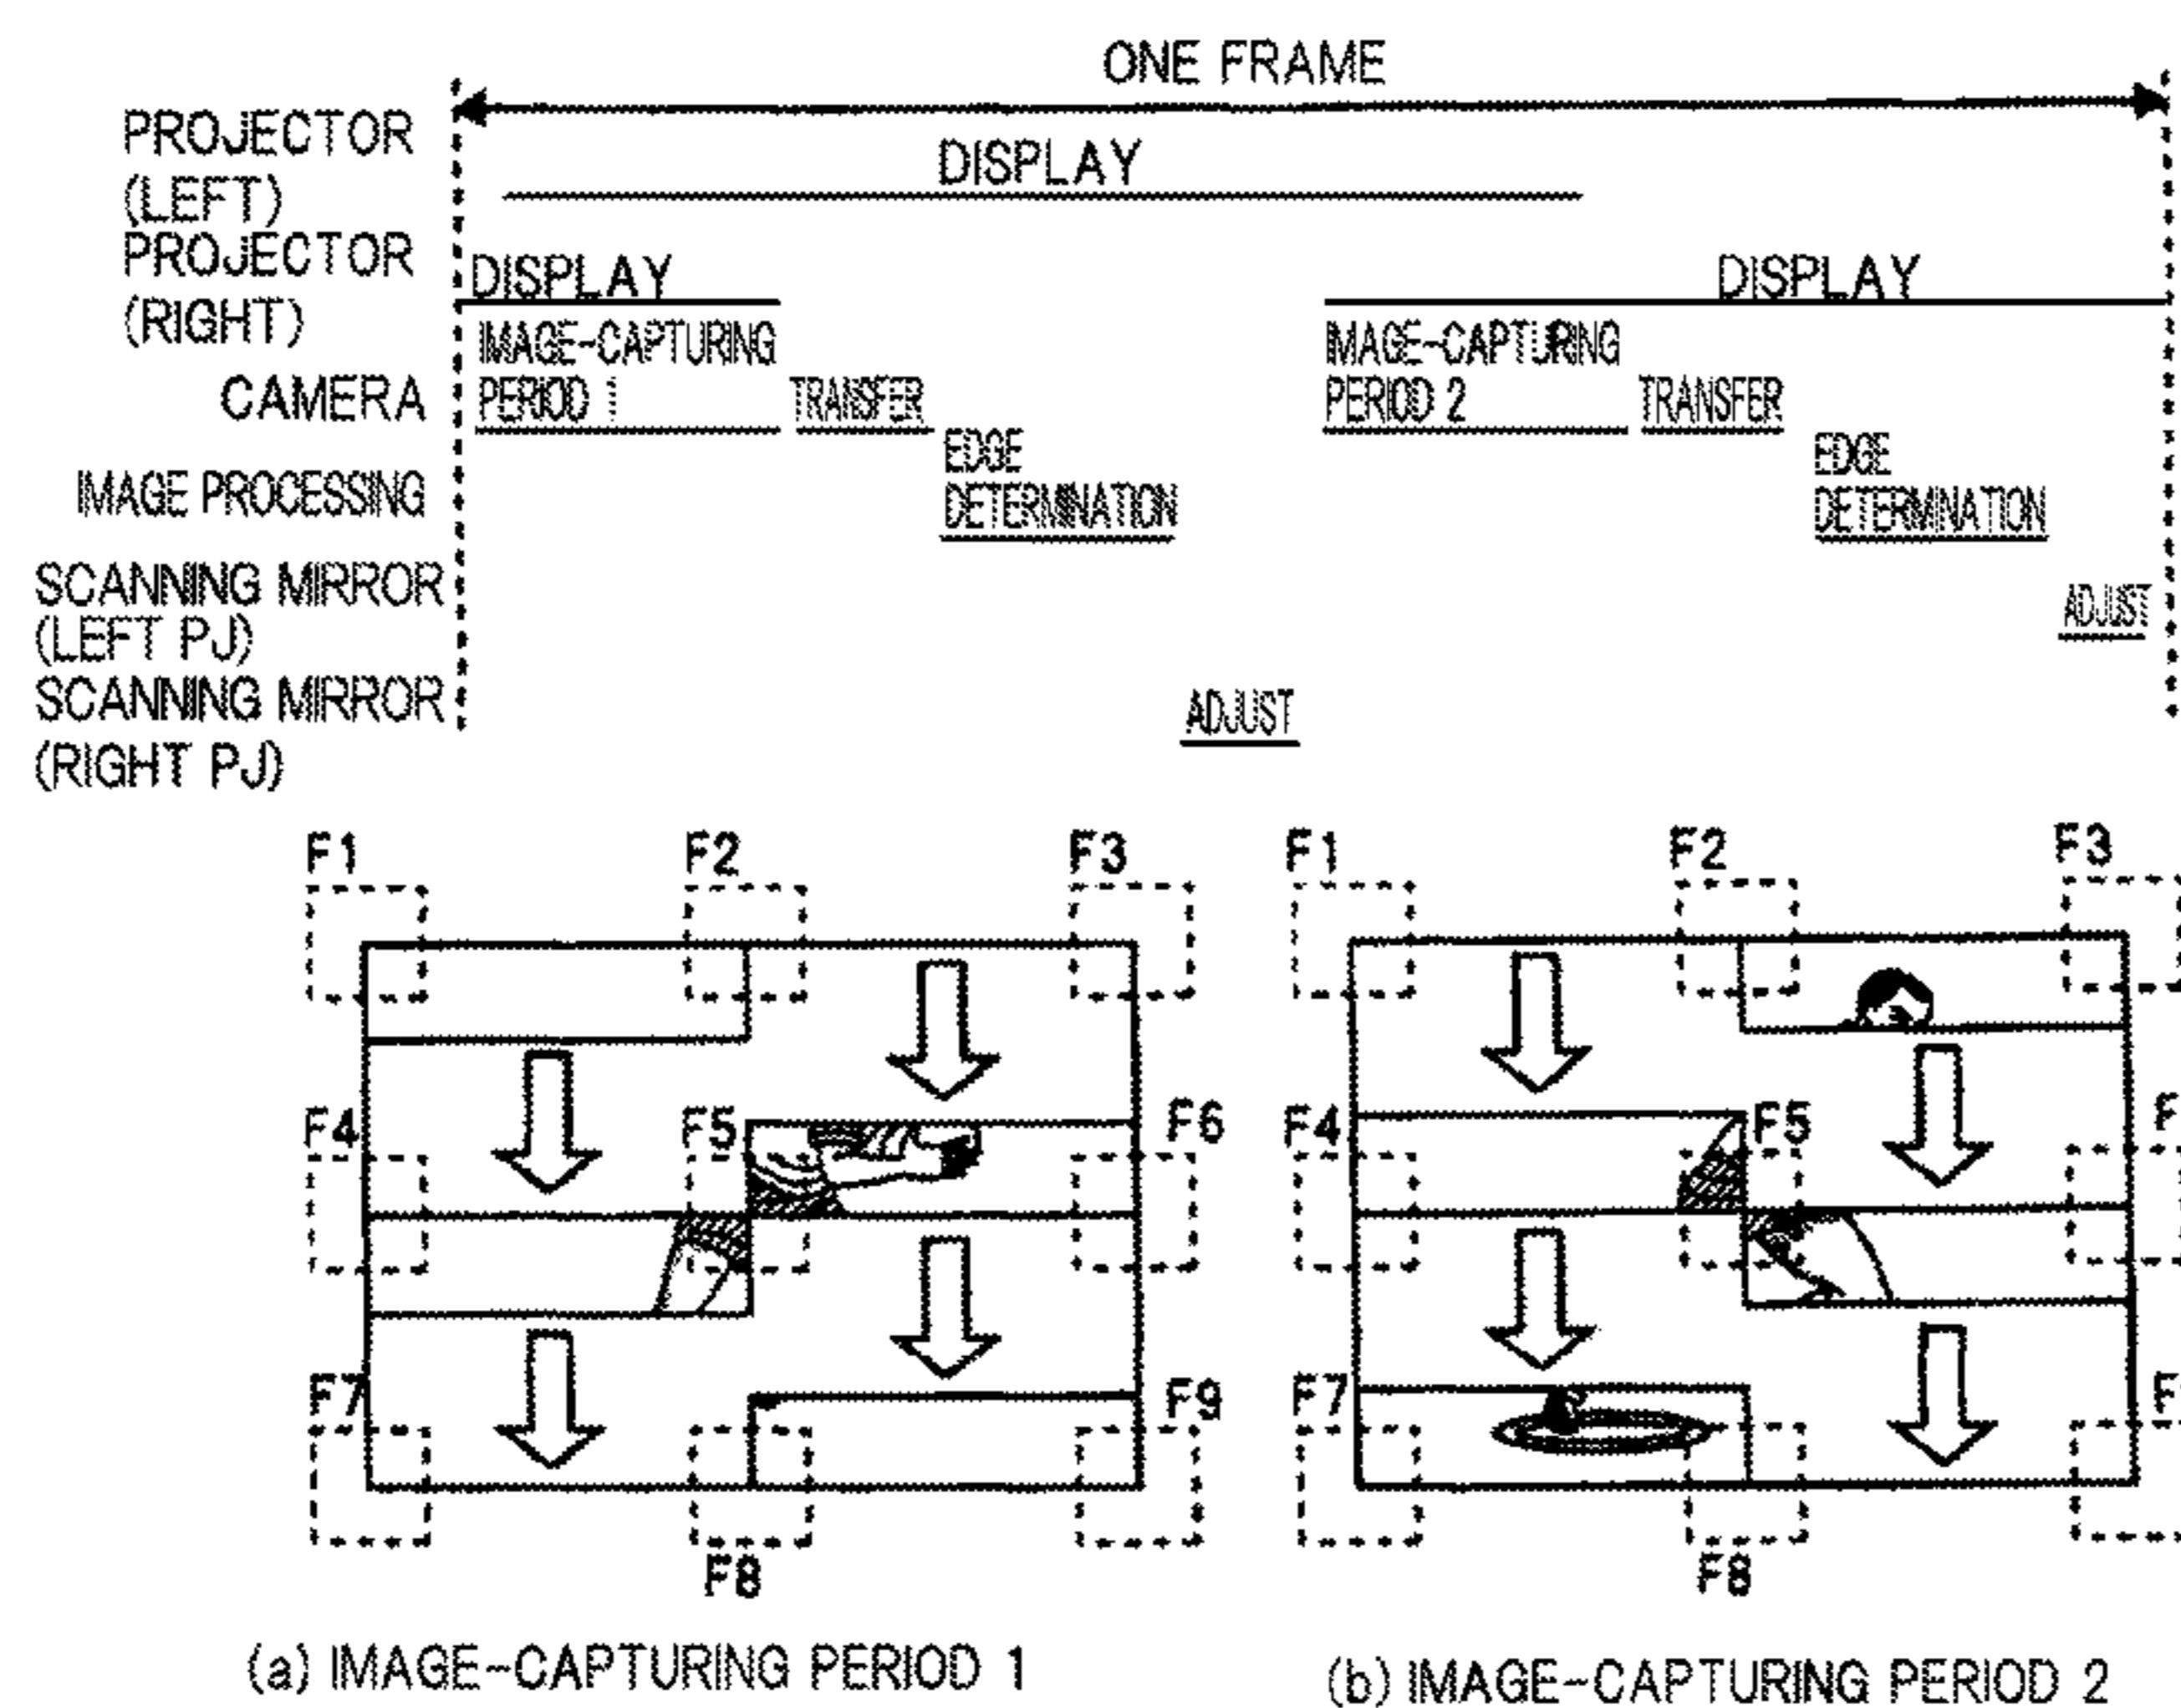 ONE FRAME
PROJECTOR
(LEFT)
DISPLAY
PROJECTOR
(RIGHT)
DISPLAY
DISPLAY
CAMERA
IMAGE-CAPTURING
PERIOD 1
TRANSFER
IMAGE-CAPTURING
PERIOD 2
TRANSFER
IMAGE PROCESSING
EDGE
DETERMINATION
EDGE
DETERMINATION
SCANNING MIRROR
(LEFT PJ)
ADJUST
SCANNING MIRROR
(RIGHT PJ)
ADJUST
F1 F2 F3
F4 F5 F6
F7 F9
F8
(a) IMAGE-CAPTURING PERIOD 1
F1 F2 F3
F4 F5 F
F7 F
F8
(b) IMAGE-CAPTURING PERIOD 2